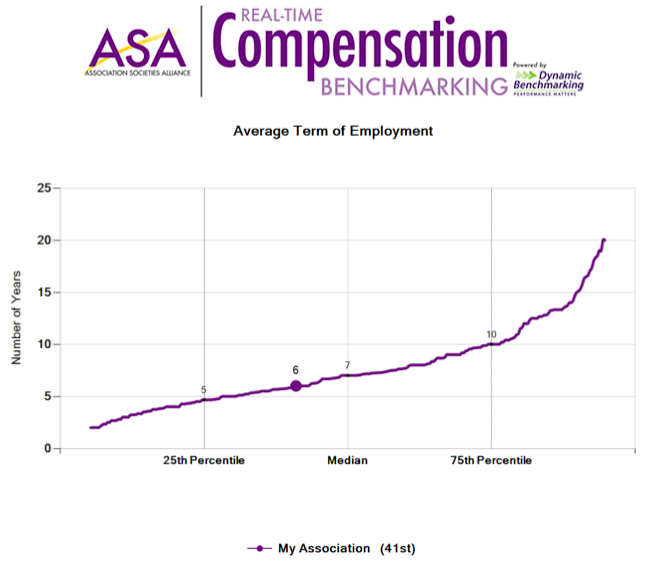 ASA
ASSOCIATION SOCIETIES ALLIANCE
REAL-TIME
Compensation
BENCHMARKING
Powered by
Dynamic
Benchmarking
PERFORMANCE MATTERS
Average Term of Employment
Number of Years
25
20
15
10
5
0
5
6
7
10
25th Percentile
Median
75th Percentile
My Association (41st)